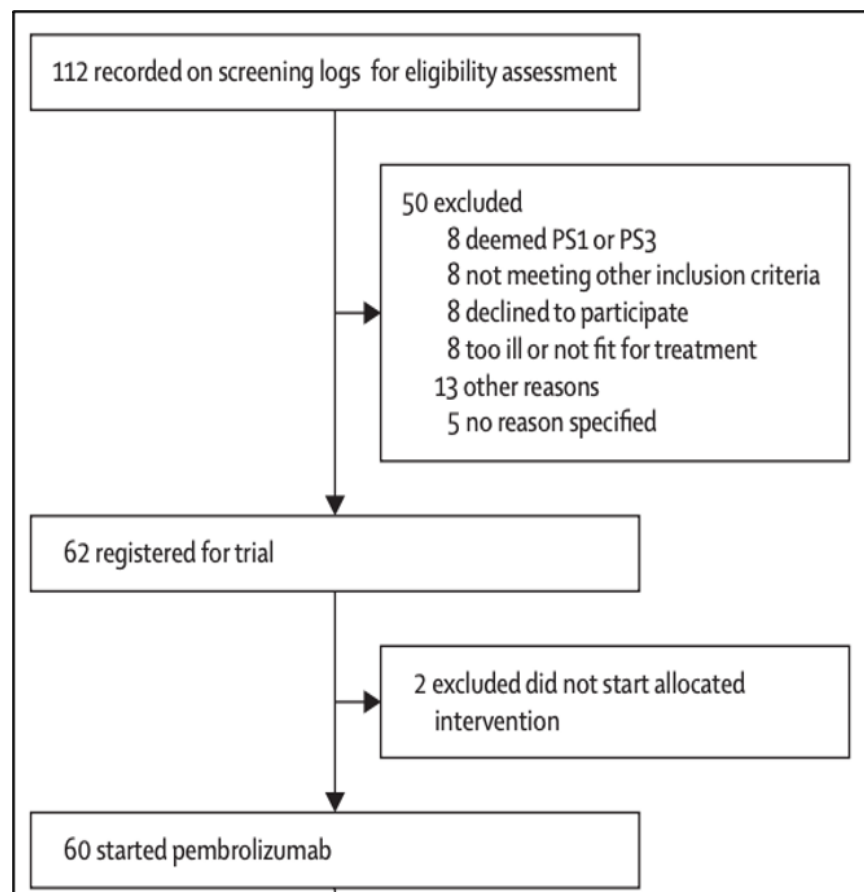 112 recorded on screening logs for eligibility assessment
50 excluded
8 deemed PS1 or PS3
8 not meeting other inclusion criteria
8 declined to participate
8 too ill or not fit for treatment
13 other reasons
5 no reason specified
62 registered for trial
2 excluded did not start allocated
intervention
60 started pembrolizumab